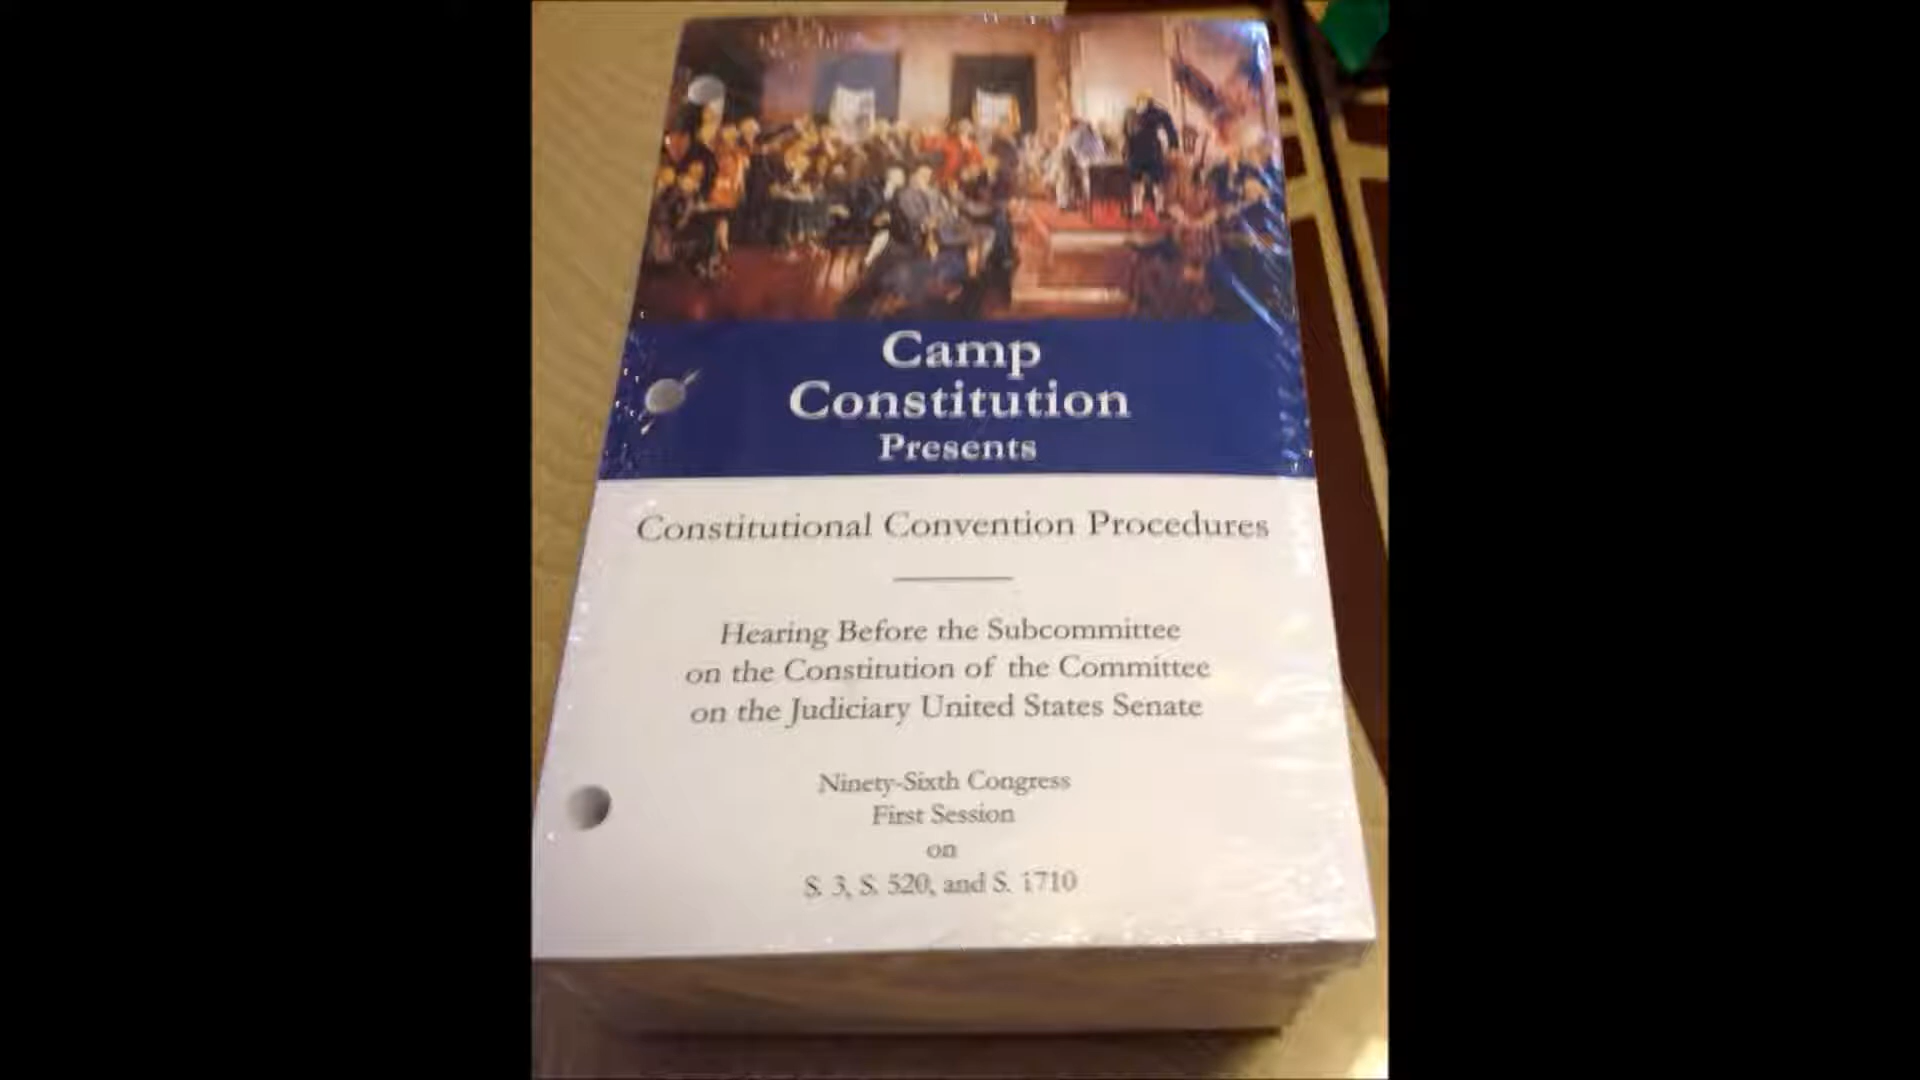 Camp
Constitution
Presents
Constitutional Convention Procedures
Hearing Before the Subcommittee
on the Constitution of the Committee
on the Judiciary United States Senate
Ninety-Sixth Congress
First Session
on
S. 3, S. 520, and S. 1710